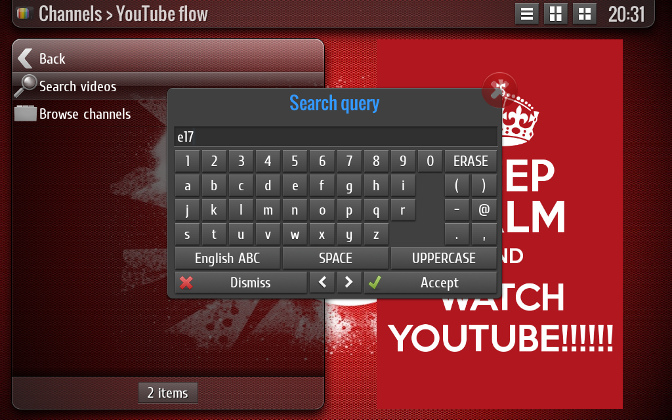 Channels > YouTube flow
20:31
Back
Search videos
Browse channels
Search query
e17
1 2 3 4 5 6 7 8 9 0 ERASE
a b c d e f g h i ( )
j k l m n o p q r - @
s t u v w x y z . ,
English ABC SPACE UPPERCASE
Dismiss < > Accept
2 items
EP
ALM
ND
WATCH
YOUTUBE!!!!!!